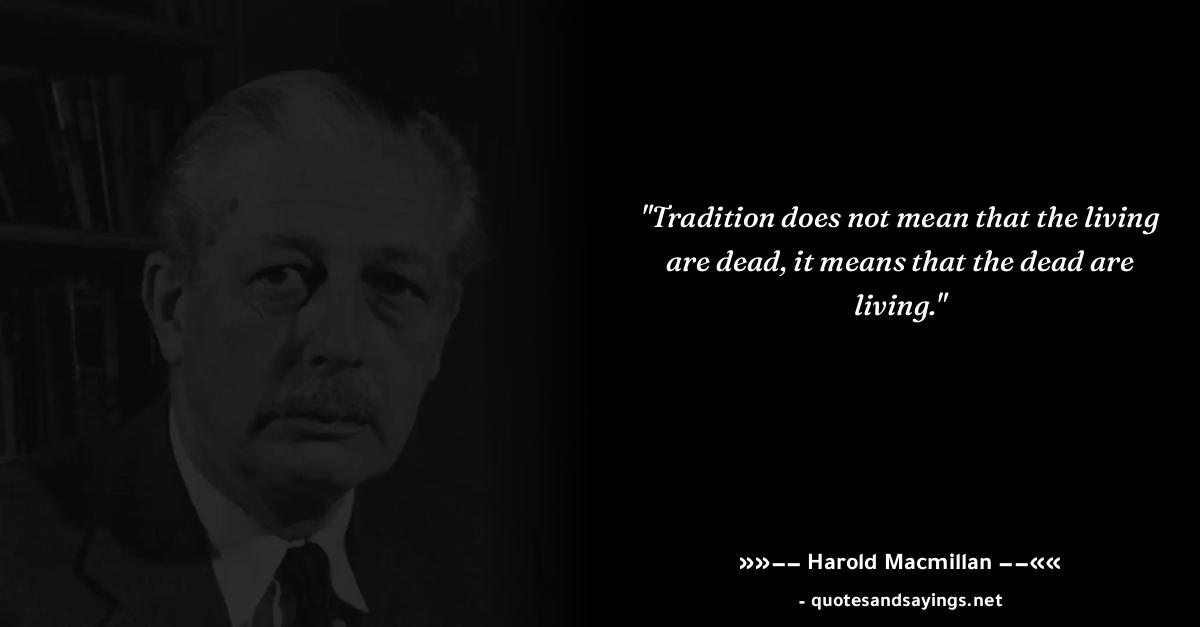 "Tradition does not mean that the living
are dead, it means that the dead are
living."
»»–– Harold Macmillan ––««
- quotesandsayings.net